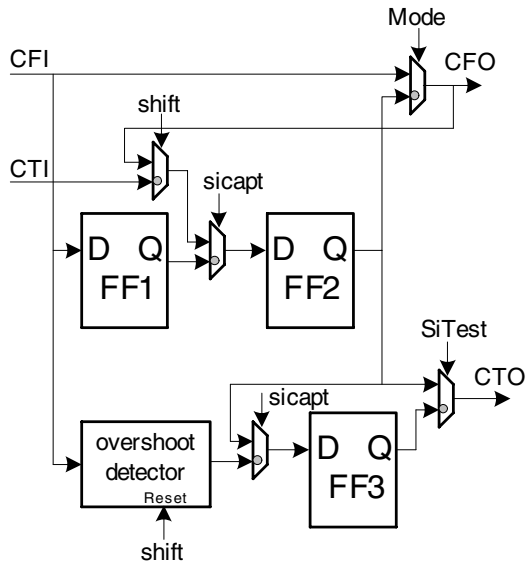 Mode
CFI
CFO
shift
CTI
sicapt
D Q
FF1
D Q
FF2
SiTest
CTO
sicapt
overshoot
detector
Reset
D Q
FF3
shift